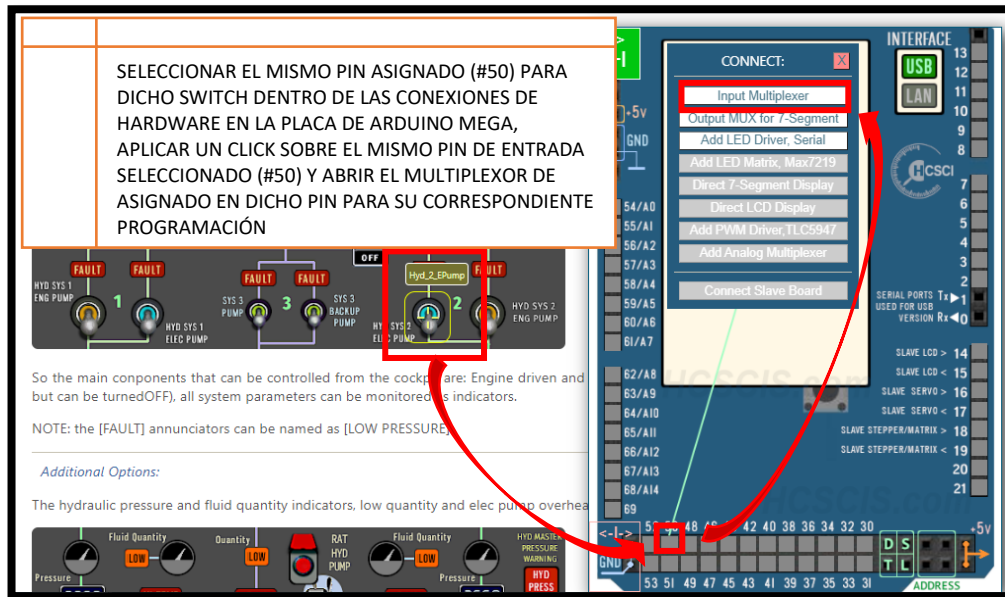 SELECCIONAR EL MISMO PIN ASIGNADO (#50) PARA
DICHO SWITCH DENTRO DE LAS CONEXIONES DE
HARDWARE EN LA PLACA DE ARDUINO MEGA,
APLICAR UN CLICK SOBRE EL MISMO PIN DE ENTRADA
SELECCIONADO (#50) Y ABRIR EL MULTIPLEXOR DE
ASIGNADO EN DICHO PIN PARA SU CORRESPONDIENTE
PROGRAMACIÓN
OFF
FAULT FAULT FAULT FAULT Hyd_2_EPump FAULT
HYD SYS 1
ENG PUMP
1
HYD SYS 1
ELEC PUMP
SYS 3
PUMP
3
SYS 3
BACKUP
PUMP
HYD SYS 2
ELEC PUMP
2
HYD SYS 2
ENG PUMP
So the main conponents that can be controlled from the cockpit are: Engine driven and
but can be turnedOFF), all system parameters can be monitored as indicators.
NOTE: the [FAULT] annunciators can be named as [LOW PRESSURE]
Additional Options:
The hydraulic pressure and fluid quantity indicators, low quantity and elec pump overhea
Fluid Quantity
LOW
Pressure
Quantity
LOW
RAT
HYD
PUMP
Fluid Quantity
LOW
Pressure
HYD MASTER
PRESSURE
WARNING
HYD
PRESS
CONNECT: X
Input Multiplexer
Output MUX for 7-Segment
Add LED Driver, Serial
Add LED Matrix, Max7219
Direct 7-Segment Display
Direct LCD Display
Add PWM Driver,TLC5947
Add Analog Multiplexer
Connect Slave Board
INTERFACE
USB
LAN
HCSCI
+5v
GND
54/A0
55/A1
56/A2
57/A3
58/A4
59/A5
60/A6
61/A7
62/A8
63/A9
64/A10
65/A11
66/A12
67/A13
68/A14
69
13
12
11
10
9
8
7
6
5
4
3
2
SERIAL PORTS Tx 1
USED FOR USB
VERSION Rx 0
SLAVE LCD > 14
SLAVE LCD < 15
SLAVE SERVO > 16
SLAVE SERVO < 17
SLAVE STEPPER/MATRIX > 18
SLAVE STEPPER/MATRIX < 19
20
21
HCSCIS.com
HCSCIS.com
<-I->
GND
50 48 42 40 38 36 34 32 30
53 51 49 47 45 43 41 39 37 35 33 31
D S
T L
+5v
ADDRESS